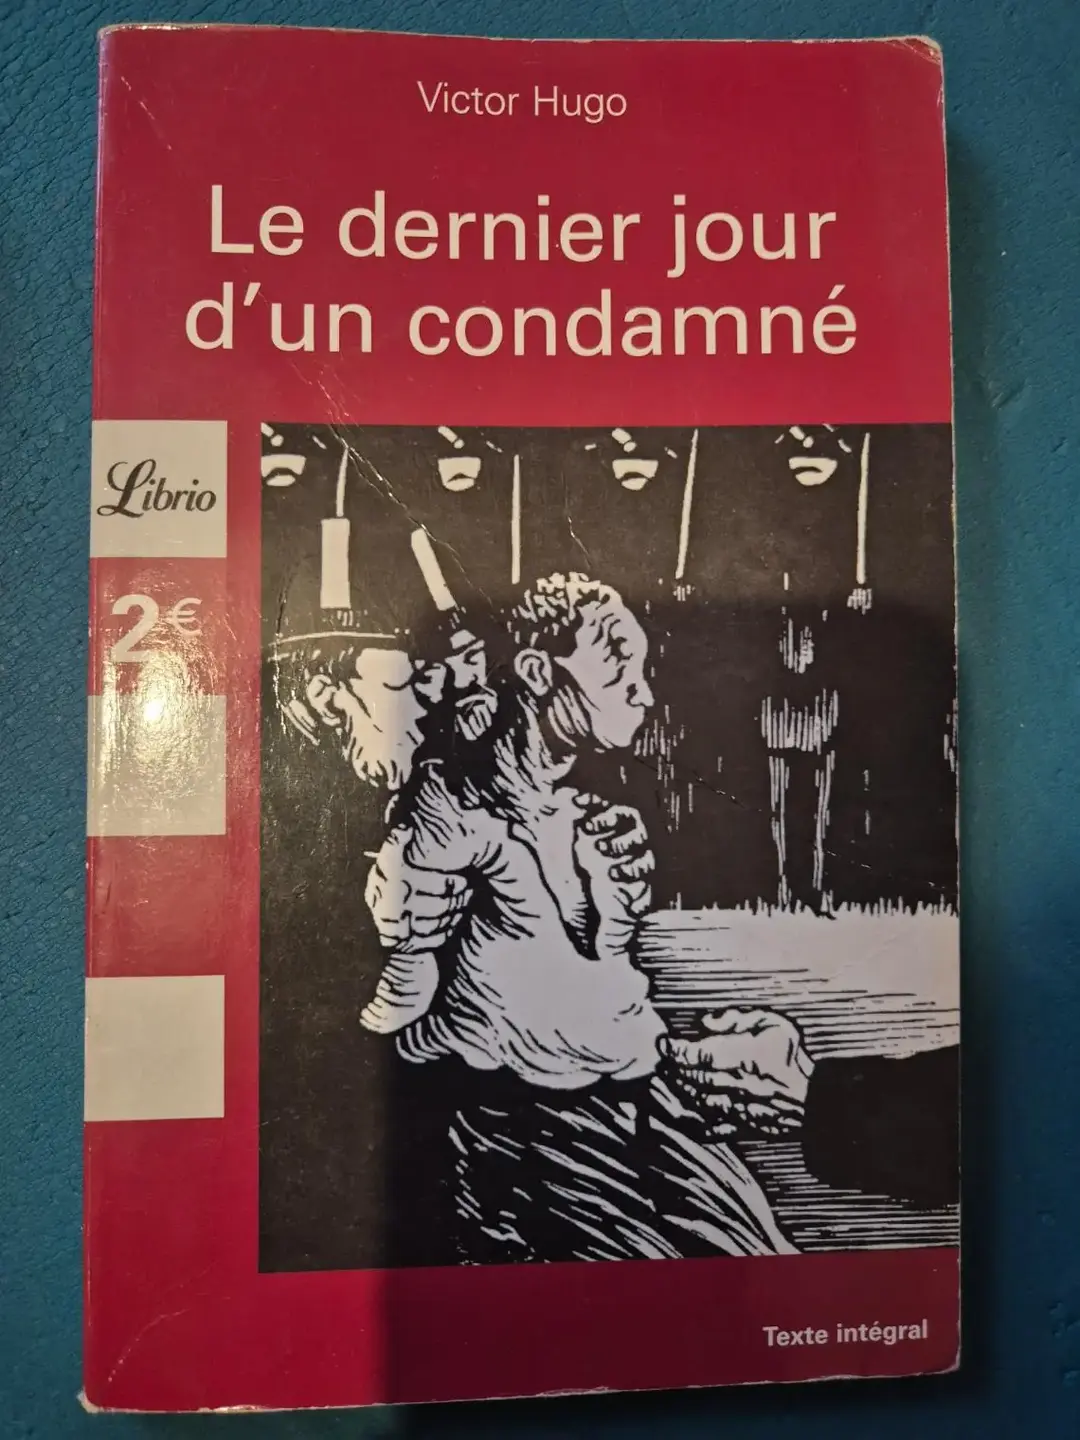 Victor Hugo
Le dernier jour
d'un condamné
Librio
2€
Texte intégral